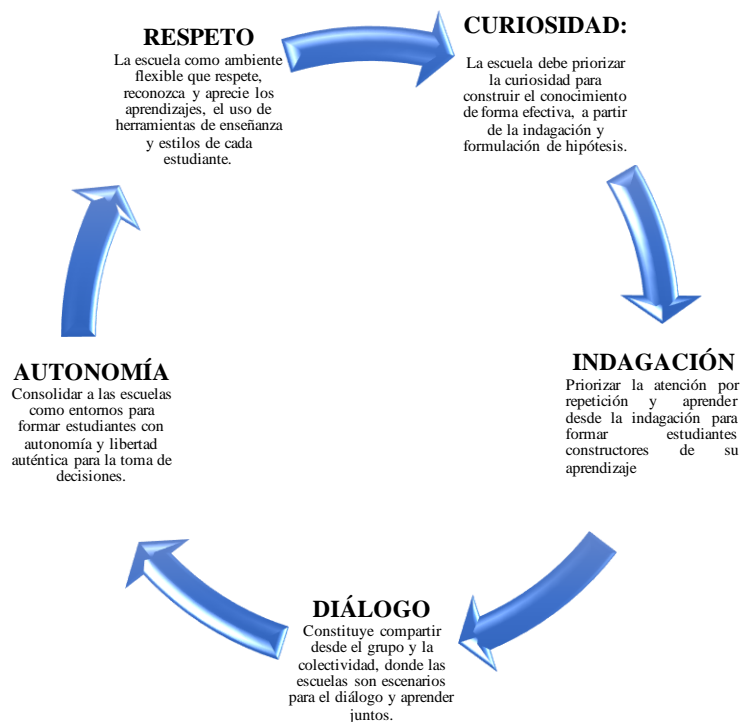 RESPETO
La escuela como ambiente
flexible que respete,
reconozca y aprecie los
aprendizajes, el uso de
herramientas de enseñanza
y estilos de cada
estudiante.
CURIOSIDAD:
La escuela debe priorizar
la curiosidad para
construir el conocimiento
de forma efectiva, a partir
de la indagación y
formulación de hipótesis.
INDAGACIÓN
Priorizar la atención por
repetición y aprender
desde la indagación para
formar estudiantes
constructores de su
aprendizaje
DIÁLOGO
Constituye compartir
desde el grupo y la
colectividad, donde las
escuelas son escenarios
para el diálogo y aprender
juntos.
AUTONOMÍA
Consolidar a las escuelas
como entornos para
formar estudiantes con
autonomía y libertad
auténtica para la toma de
decisiones.